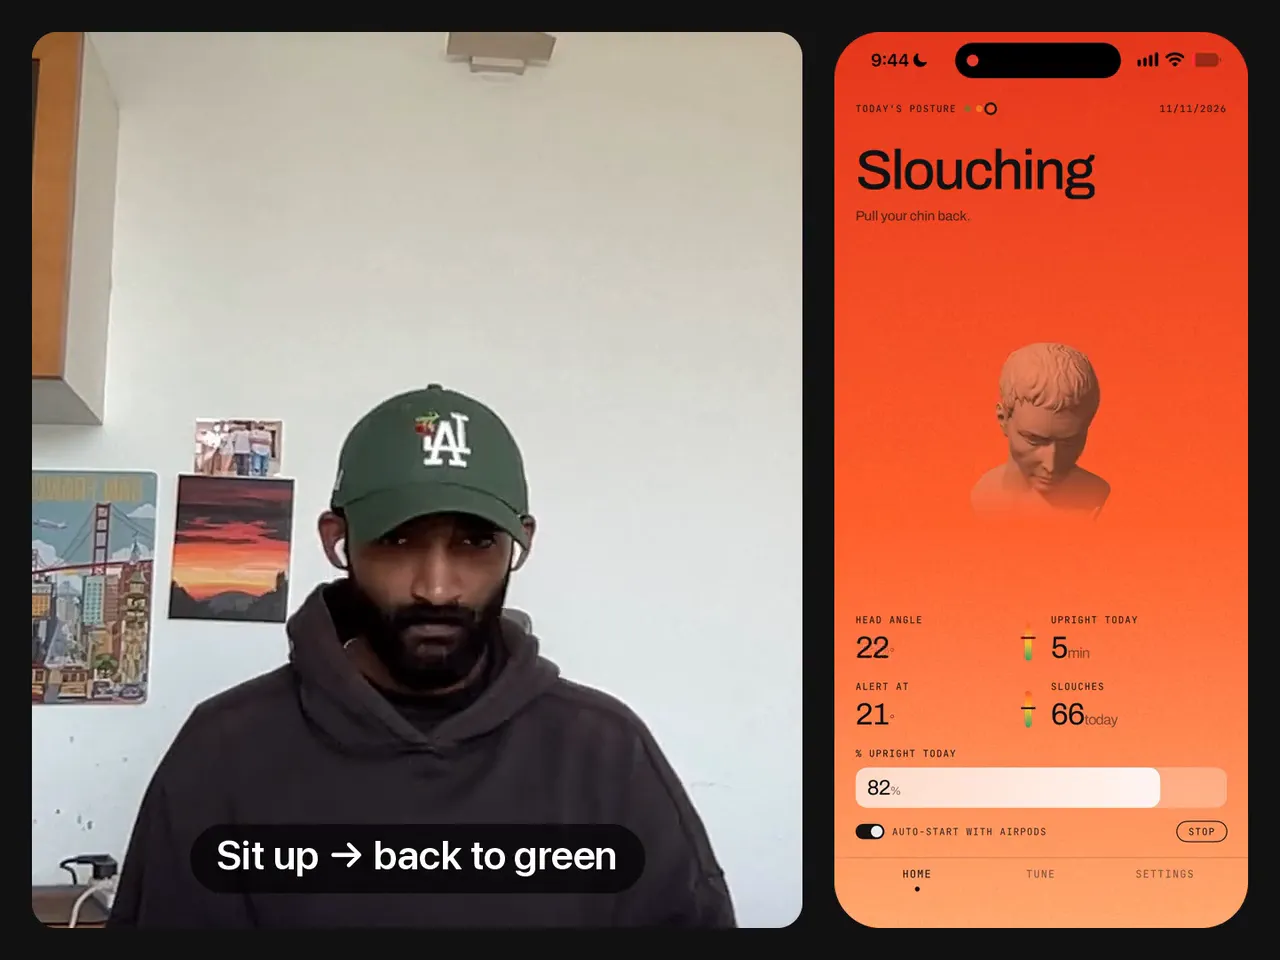 LA
Sit up → back to green
9:44
TODAY'S POSTURE
11/11/2026
Slouching
Pull your chin back.
HEAD ANGLE
22°
UPRIGHT TODAY
5min
ALERT AT
21°
SLOUCHES
66today
% UPRIGHT TODAY
82%
AUTO-START WITH AIRPODS
STOP
HOME
TUNE
SETTINGS